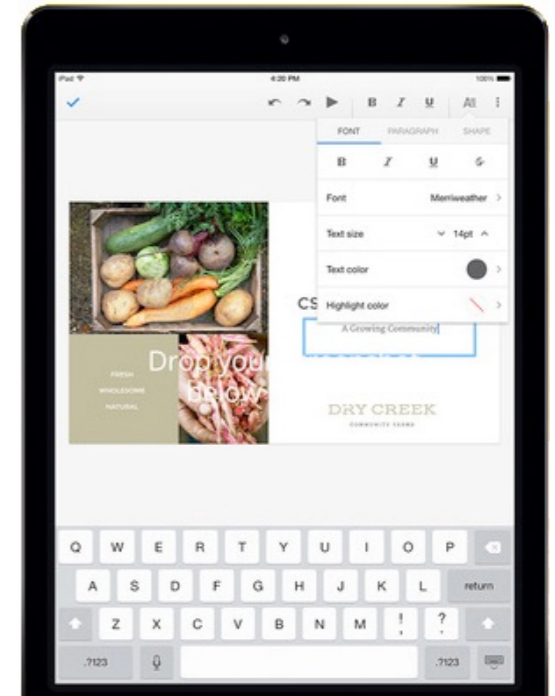 iPad
4:20 PM
100%
B I U A
FONT PARAGRAPH SHAPE
B I U S
Font Merriweather
Text size 14pt
Text color
Highlight color
CS
A Growing Community
Drop your
below
FRESH
WHOLESOME
NATURAL
DRY CREEK
COMMUNITY FARMS
Q W E R T Y U I O P
A S D F G H J K L return
Z X C V B N M ! , ? .
.?123 .?123